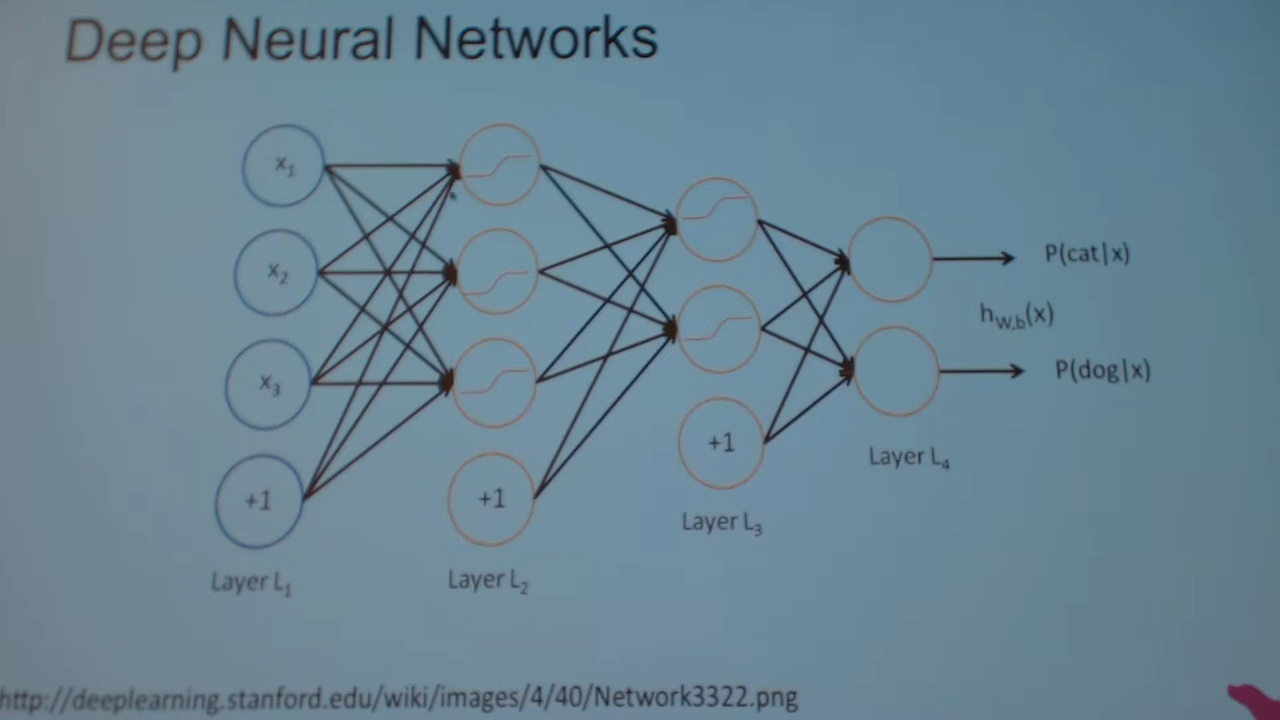 Deep Neural Networks
x₁
x₂
x₃
+1
Layer L₁
+1
Layer L₂
+1
Layer L₃
Layer L₄
P(cat|x)
h_W,b(x)
P(dog|x)
http://deeplearning.stanford.edu/wiki/images/4/40/Network3322.png